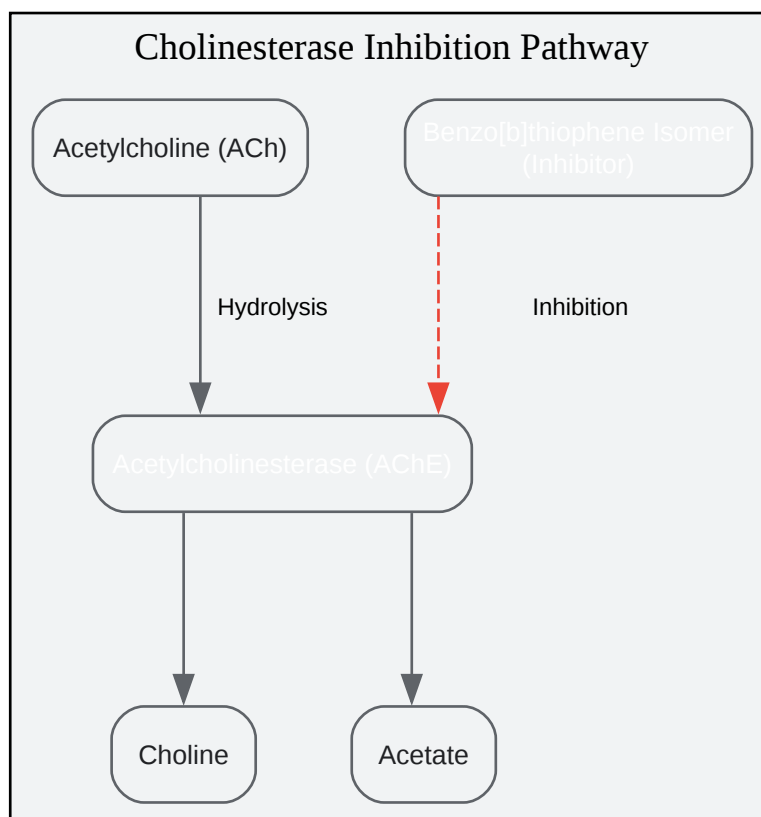 Cholinesterase Inhibition Pathway
Acetylcholine (ACh)
Benzo[b]thiophene Isomer
(Inhibitor)
Hydrolysis
Inhibition
Acetylcholinesterase (AChE)
Choline
Acetate